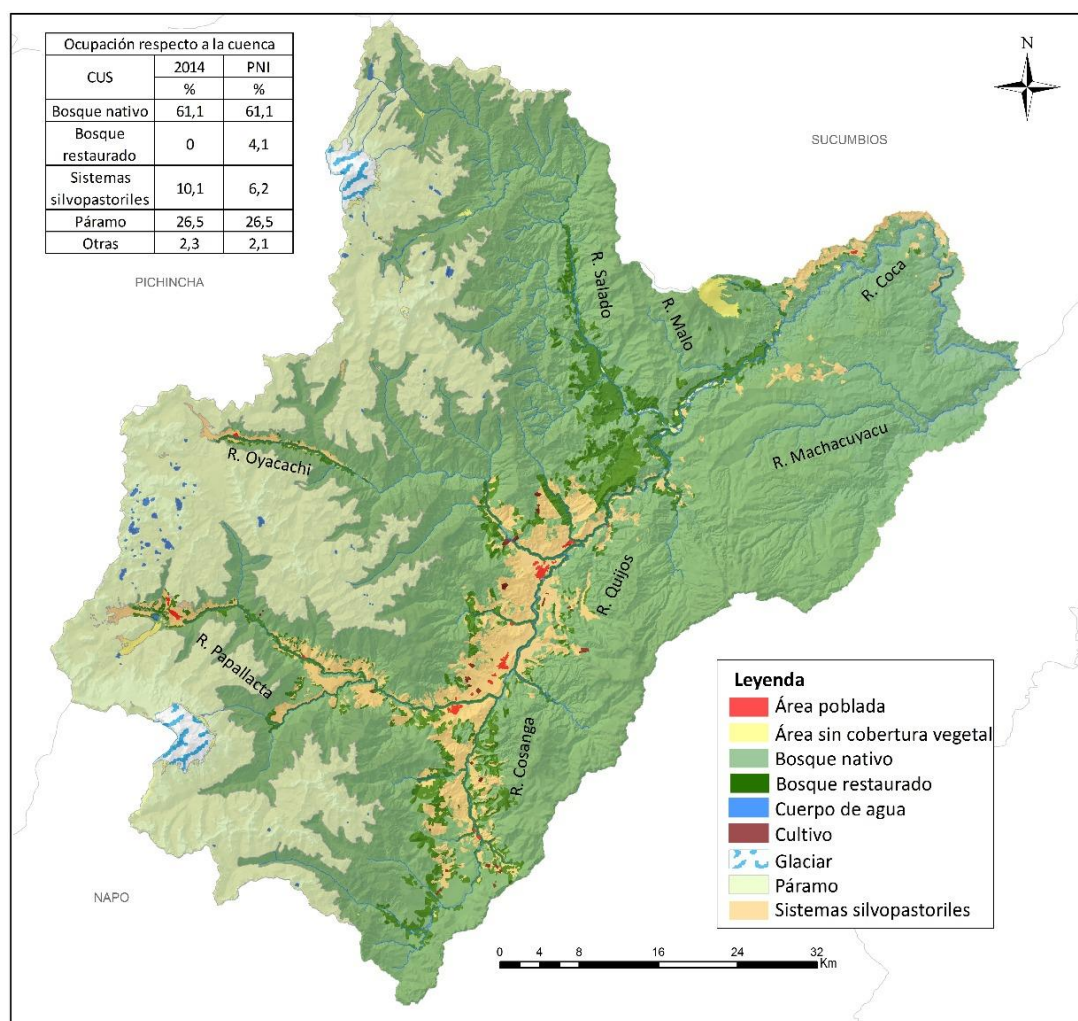 Ocupación respecto a la cuenca
CUS 2014 PNI
% %
Bosque nativo 61,1 61,1
Bosque
restaurado 0 4,1
Sistemas
silvopastoriles 10,1 6,2
Páramo 26,5 26,5
Otras 2,3 2,1
N
SUCUMBIOS
PICHINCHA
NAPO
R. Salado
R. Malo
R. Coca
R. Machacuyacu
R. Oyacachi
R. Quijos
R. Papallacta
R. Cosanga
Leyenda
Área poblada
Área sin cobertura vegetal
Bosque nativo
Bosque restaurado
Cuerpo de agua
Cultivo
Glaciar
Páramo
Sistemas silvopastoriles
0 4 8 16 24 32
Km